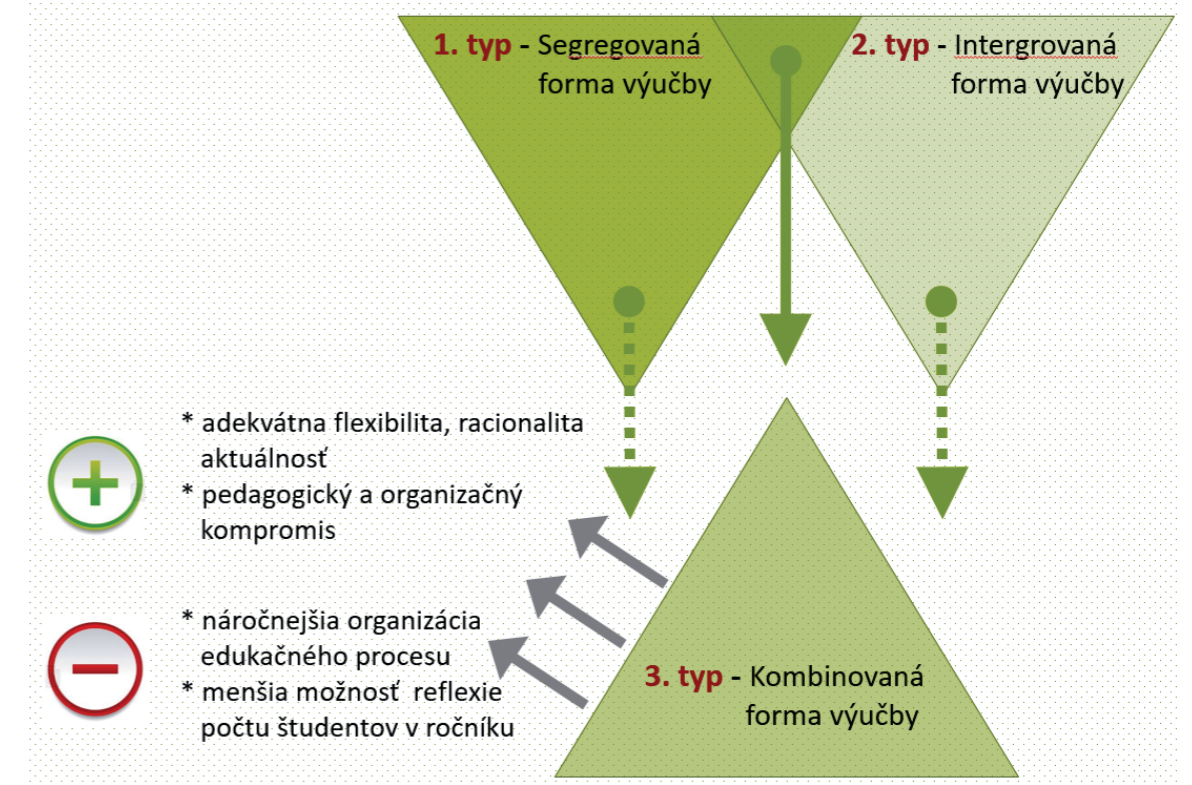 1. typ - Segregovaná
forma výučby
2. typ - Intergrovaná
forma výučby
* adekvátna flexibilita, racionalita
aktuálnosť
* pedagogický a organizačný
kompromis
* náročnejšia organizácia
edukačného procesu
* menšia možnosť reflexie
počtu študentov v ročníku
3. typ - Kombinovaná
forma výučby